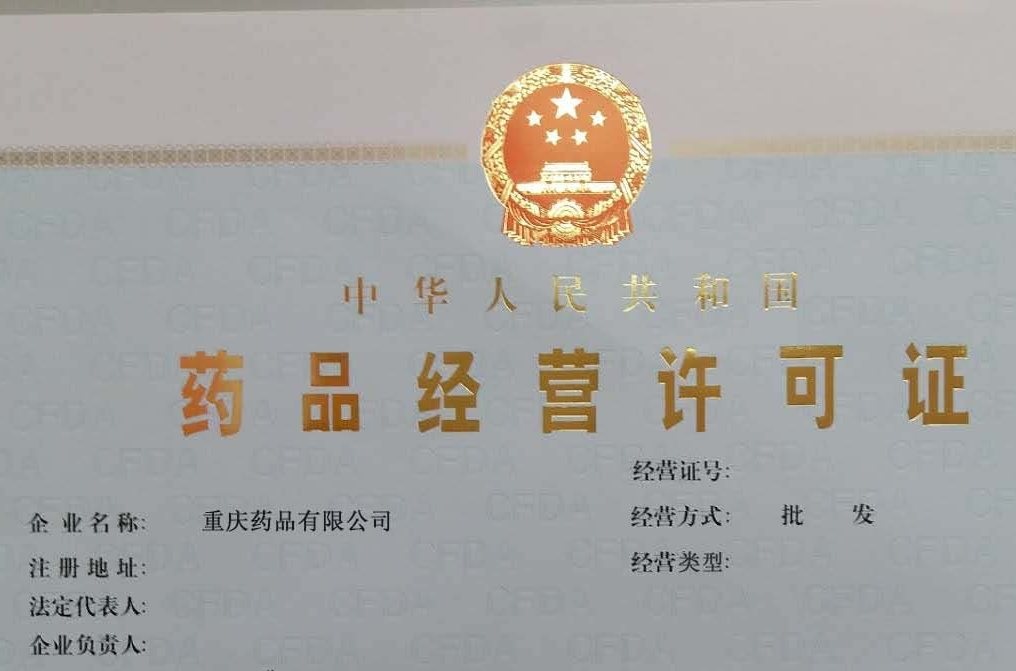 中华人民共和国
药品经营许可证
经营证号:
企业名称: 重庆药品有限公司
经营方式: 批 发
注册地址:
经营类型:
法定代表人:
企业负责人: